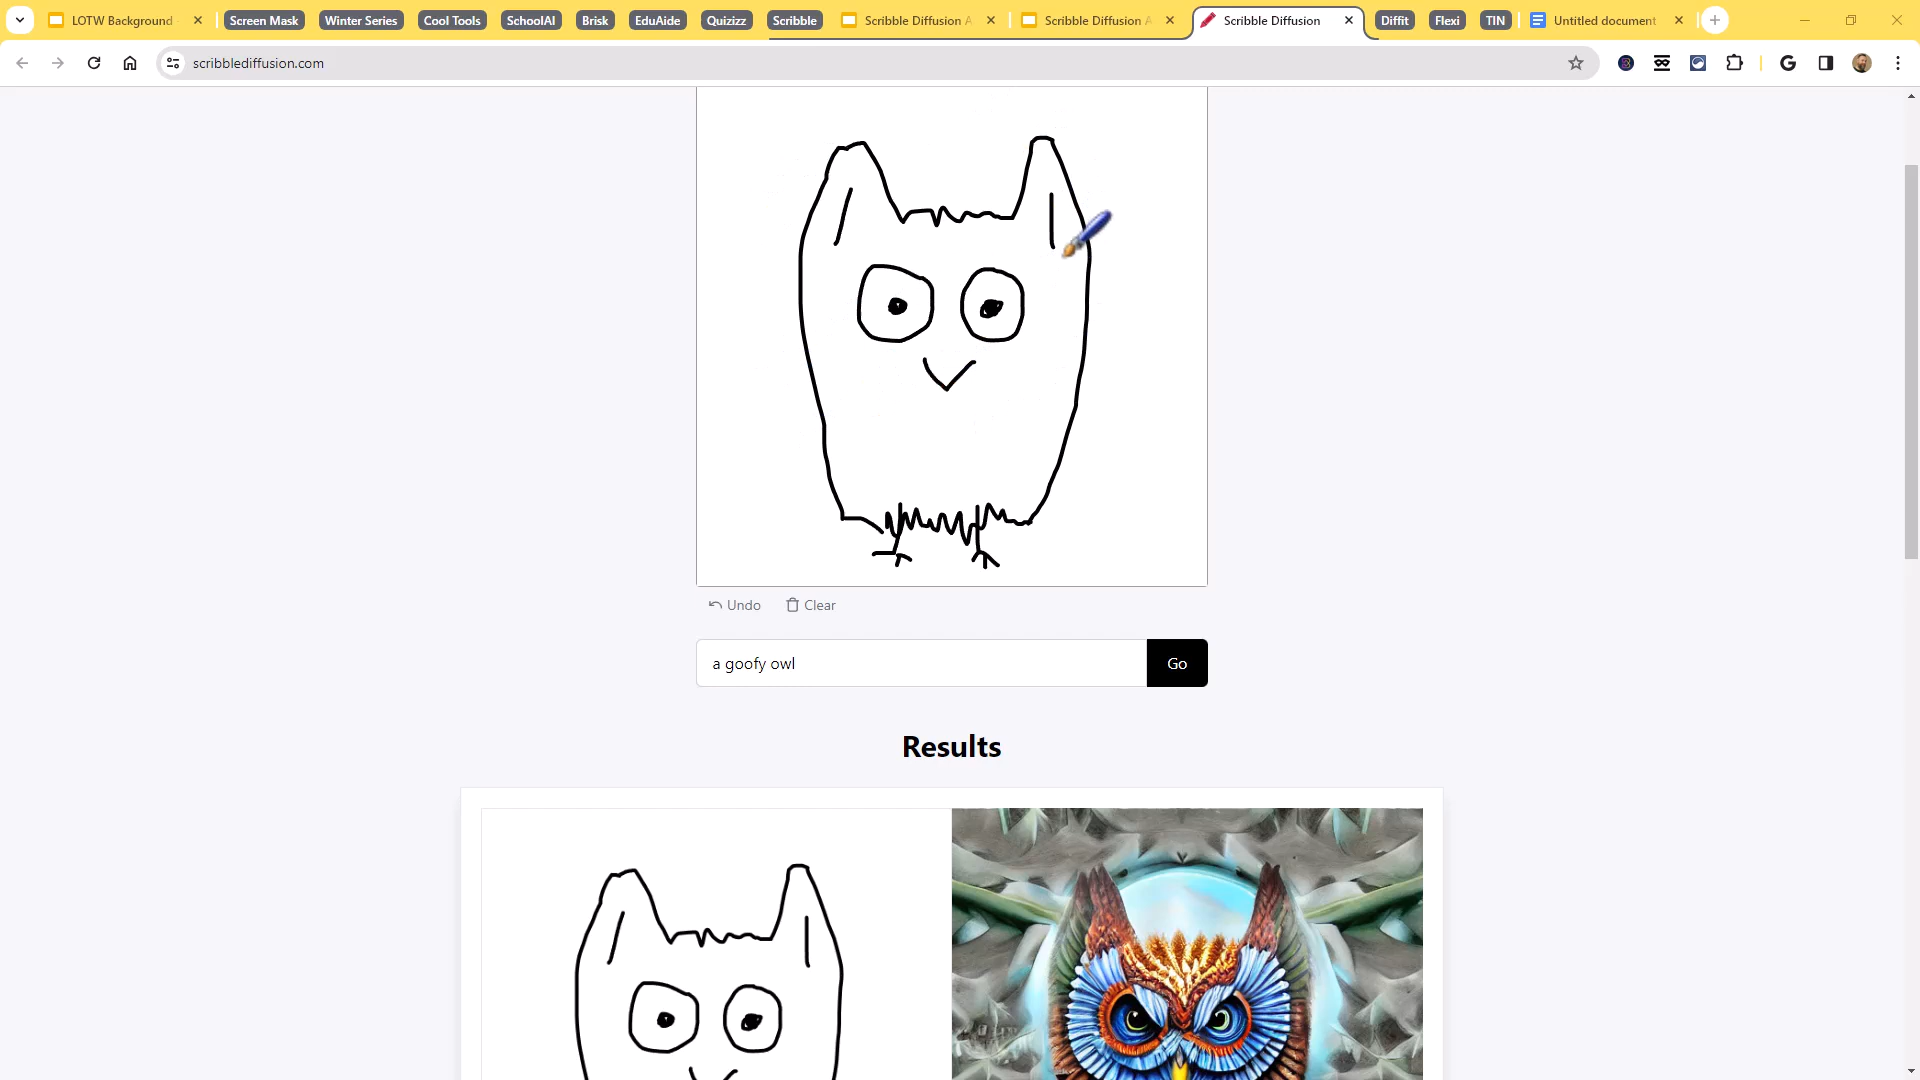 LOTW Background
Screen Mask
Winter Series
Cool Tools
SchoolAI
Brisk
EduAide
Quizizz
Scribble
Scribble Diffusion A
Scribble Diffusion A
Scribble Diffusion
Diffit
Flexi
TIN
Untitled document
scribblediffusion.com
Undo
Clear
a goofy owl
Go
Results